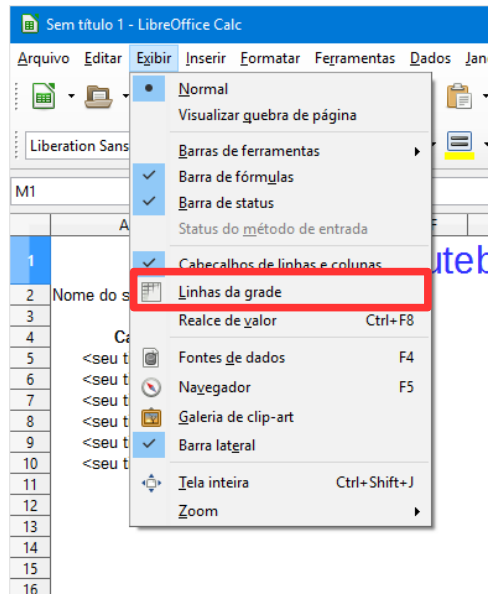 Sem título 1 - LibreOffice Calc
Arquivo Editar Exibir Inserir Formatar Ferramentas Dados
Normal
Visualizar quebra de página
Liberation Sans
Barras de ferramentas
Barra de fórmulas
M1
Barra de status
Status do método de entrada
A F
Cabeçalhos de linhas e colunas
1
2 Nome do s
Linhas da grade
3
Realce de valor Ctrl+F8
4
5 <seu t
Fontes de dados F4
6 <seu t
Navegador F5
7 <seu t
8 <seu t
Galeria de clip-art
9 <seu t
Barra lateral
10 <seu t
11
Tela inteira Ctrl+Shift+J
12
Zoom
13
14
15
16